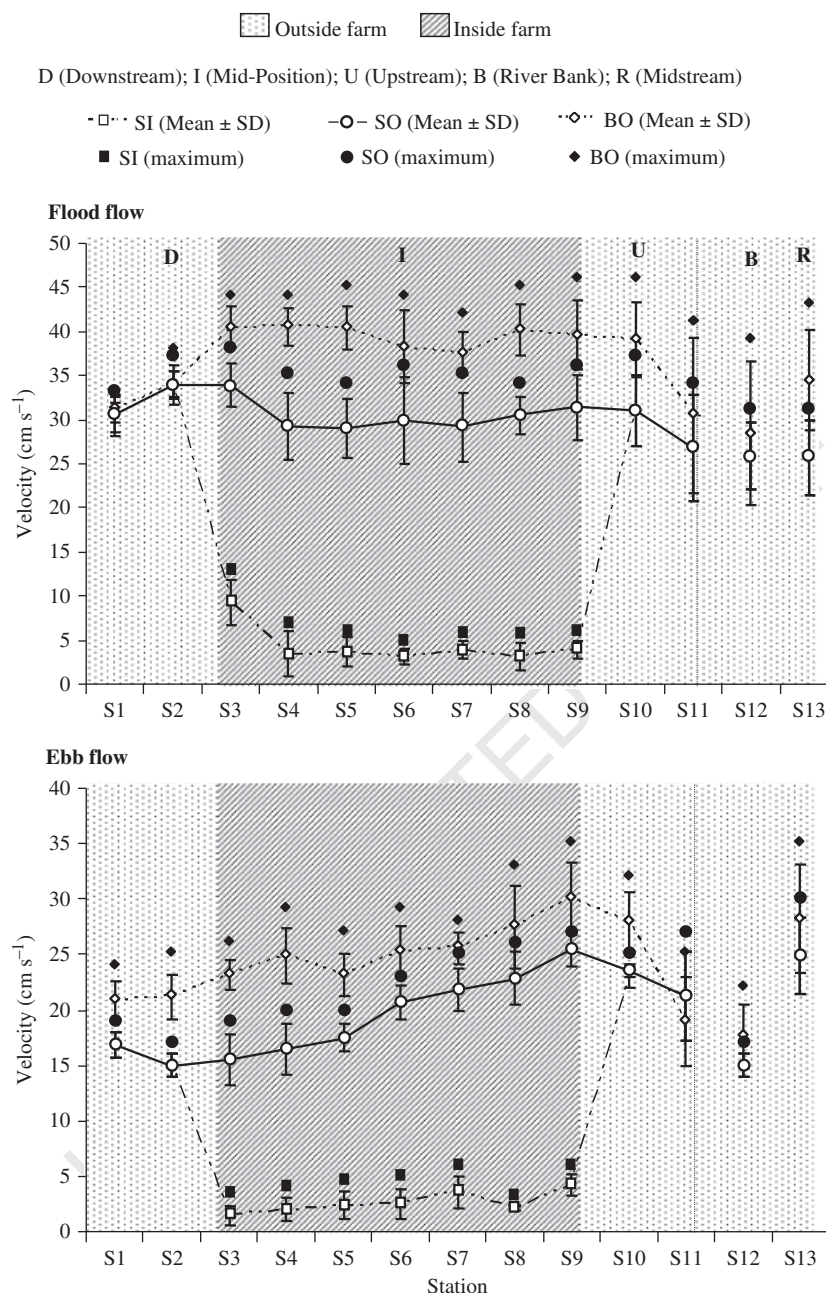 Outside farm Inside farm
D (Downstream); I (Mid-Position); U (Upstream); B (River Bank); R (Midstream)
SI (Mean ± SD) SO (Mean ± SD) BO (Mean ± SD)
SI (maximum) SO (maximum) BO (maximum)
Flood flow
D I U B R
50
45
40
35
30
25
20
15
10
5
0
Velocity (cm s⁻¹)
S1 S2 S3 S4 S5 S6 S7 S8 S9 S10 S11 S12 S13
Ebb flow
40
35
30
25
20
15
10
5
0
Velocity (cm s⁻¹)
S1 S2 S3 S4 S5 S6 S7 S8 S9 S10 S11 S12 S13
Station